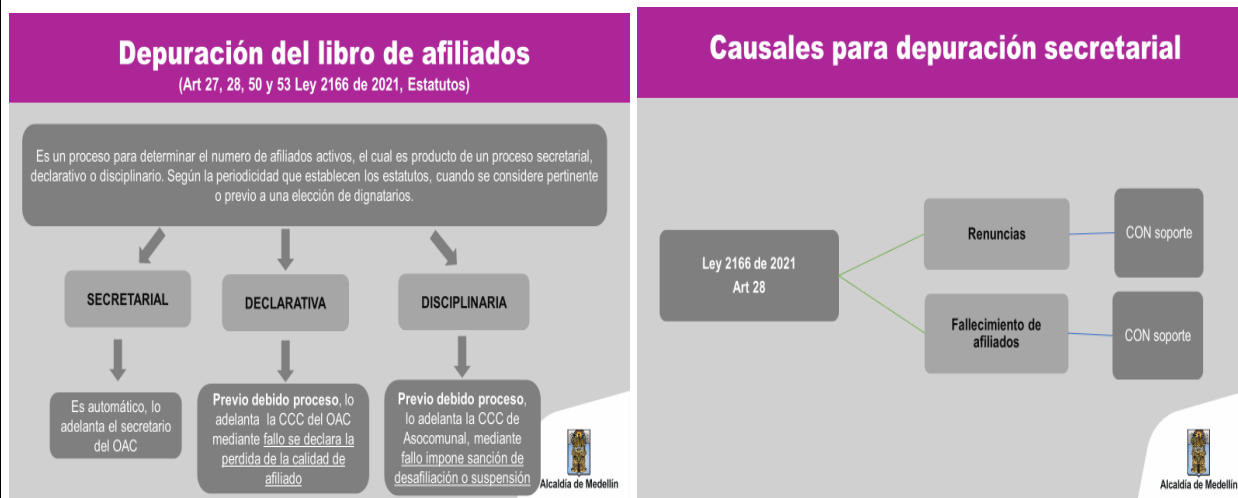 Depuración del libro de afiliados
(Art 27, 28, 50 y 53 Ley 2166 de 2021, Estatutos)
Es un proceso para determinar el numero de afiliados activos, el cual es producto de un proceso secretarial,
declarativo o disciplinario. Según la periodicidad que establecen los estatutos, cuando se considere pertinente
o previo a una elección de dignatarios.
SECRETARIAL
DECLARATIVA
DISCIPLINARIA
Es automático, lo
adelanta el secretario
del OAC
Previo debido proceso, lo
adelanta la CCC del OAC
mediante fallo se declara la
perdida de la calidad de
afiliado
Previo debido proceso,
lo adelanta la CCC de
Asocomunal, mediante
fallo impone sanción de
desafiliación o suspensión
Alcaldía de Medellín
Causales para depuración secretarial
Ley 2166 de 2021
Art 28
Renuncias
CON soporte
Fallecimiento de
afiliados
CON soporte
Alcaldía de Medellín